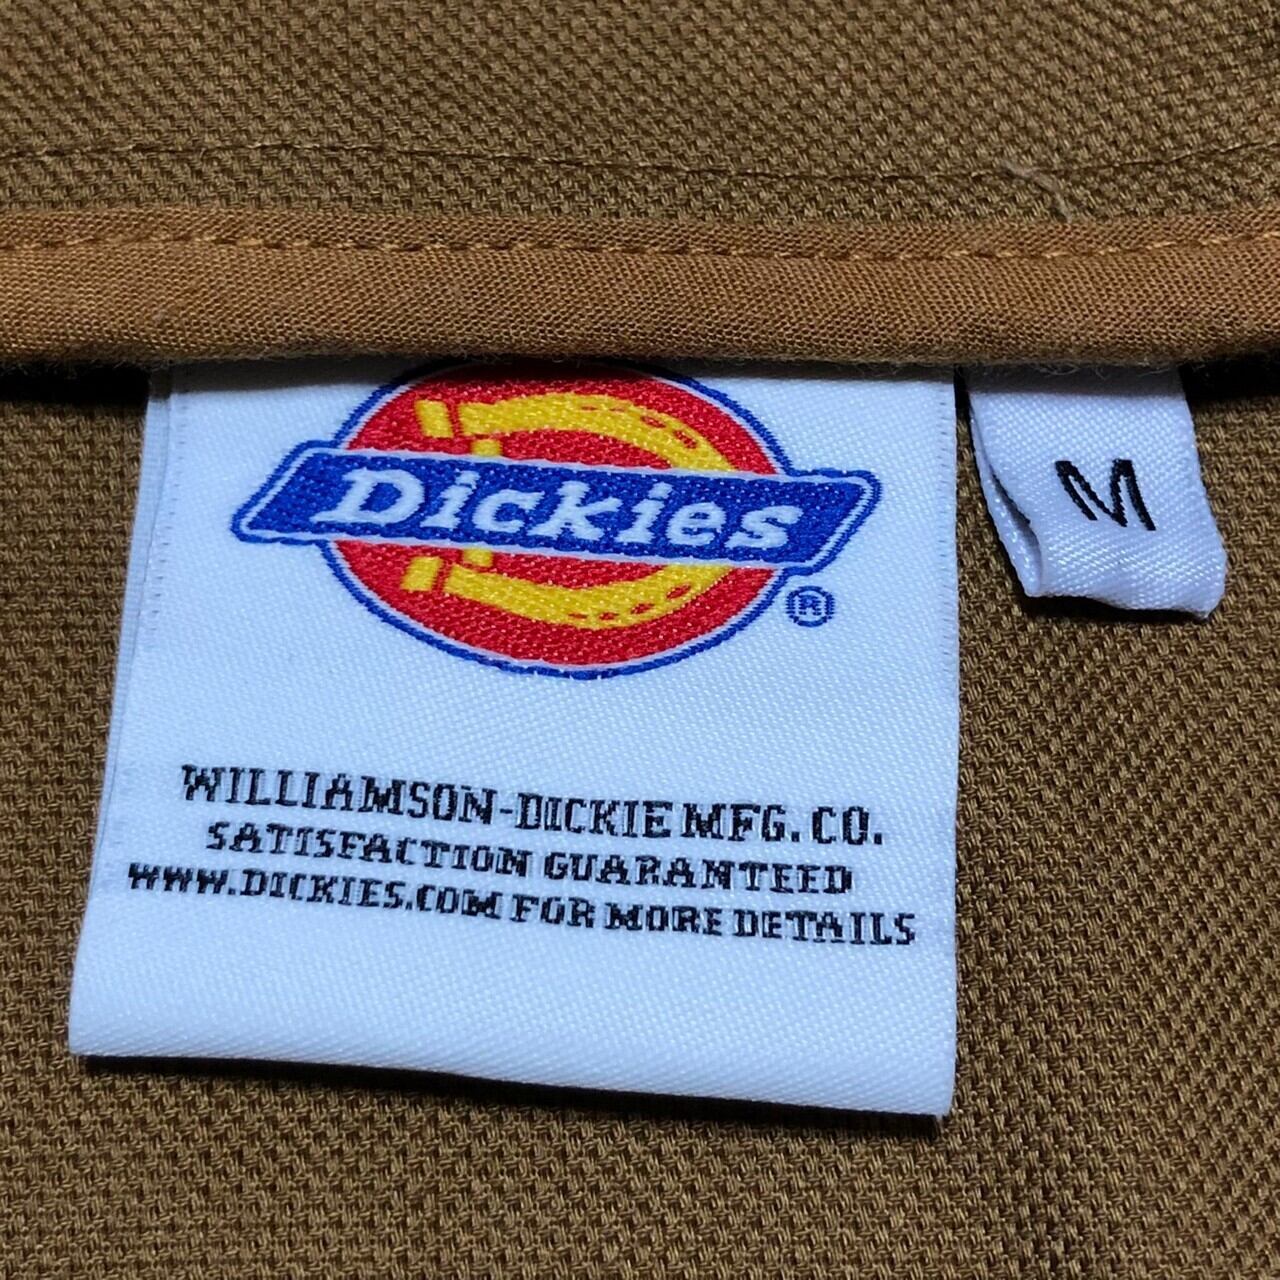 Dickies
®
M
WILLIAMSON-DICKIE MFG. CO.
SATISFACTION GUARANTEED
WWW.DICKIES.COM FOR MORE DETAILS